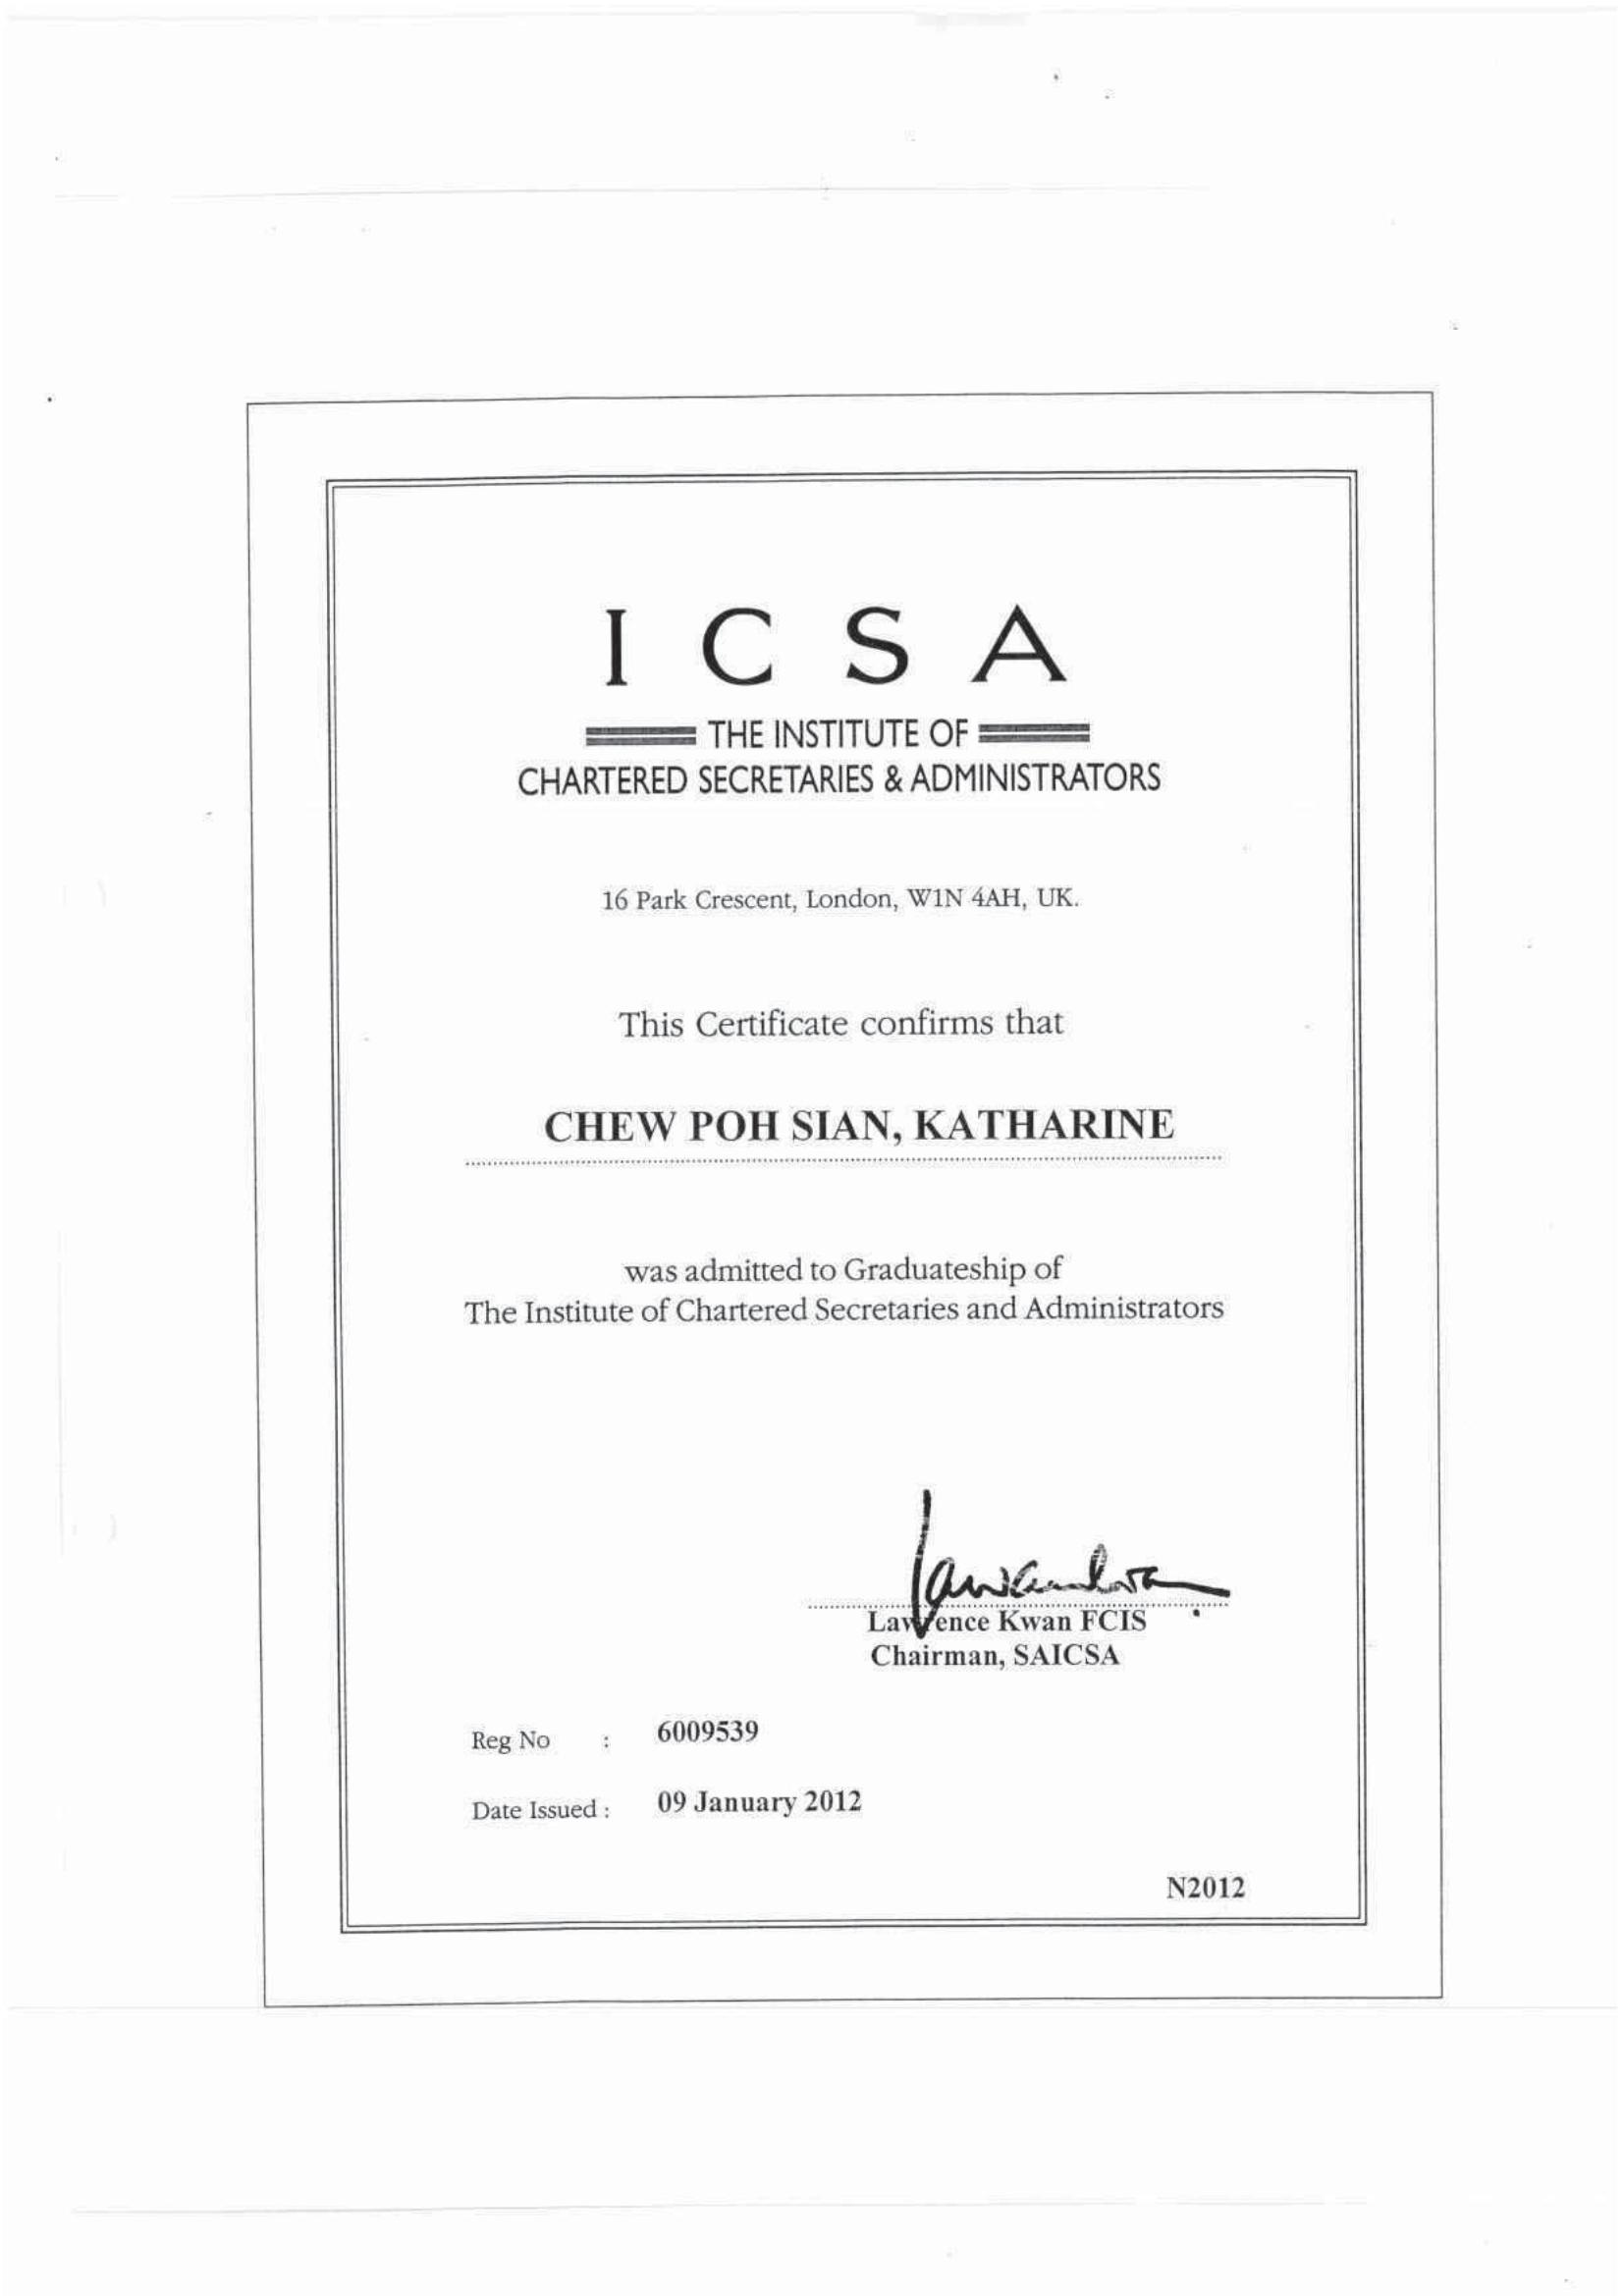 I C S A
THE INSTITUTE OF
CHARTERED SECRETARIES & ADMINISTRATORS
16 Park Crescent, London, W1N 4AH, UK.
This Certificate confirms that
CHEW POH SIAN, KATHARINE
was admitted to Graduateship of
The Institute of Chartered Secretaries and Administrators
Lawrence Kwan FCIS
Chairman, SAICSA
Reg No : 6009539
Date Issued : 09 January 2012
N2012